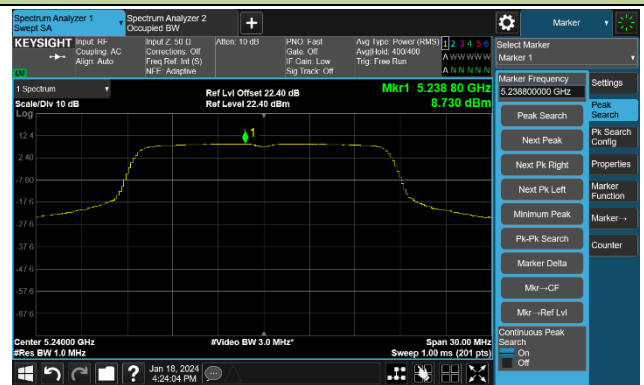 Spectrum Analyzer 1
Swept SA
Spectrum Analyzer 2
Occupied BW
Marker
KEYSIGHT
Input: RF
Coupling: AC
Align: Auto
Input Z: 50 Ω
Corrections: Off
Freq Ref: Int (S)
NFE: Adaptive
Atten: 10 dB
PNO: Fast
Gate: Off
IF Gain: Low
Sig Track: Off
Avg Type: Power (RMS)
Avg|Hold: 400/400
Trig: Free Run
1 2 3 4 5 6
A W W W W W
A N N N N N
LW
Select Marker
Marker 1
1 Spectrum
Scale/Div 10 dB
Log
Ref Lvl Offset 22.40 dB
Ref Level 22.40 dBm
Mkr1 5.238 80 GHz
8.730 dBm
1
12.4
2.40
-7.60
-17.6
-27.6
-37.6
-47.6
-57.6
-67.6
Center 5.24000 GHz
#Res BW 1.0 MHz
#Video BW 3.0 MHz*
Span 30.00 MHz
Sweep 1.00 ms (201 pts)
Marker Frequency
5.238800000 GHz
Peak Search
Next Peak
Next Pk Right
Next Pk Left
Minimum Peak
Pk-Pk Search
Marker Delta
Mkr→CF
Mkr→Ref Lvl
Continuous Peak
Search
On
Off
Settings
Peak
Search
Pk Search
Config
Properties
Marker
Function
Marker→
Counter
?
Jan 18, 2024
4:24:04 PM